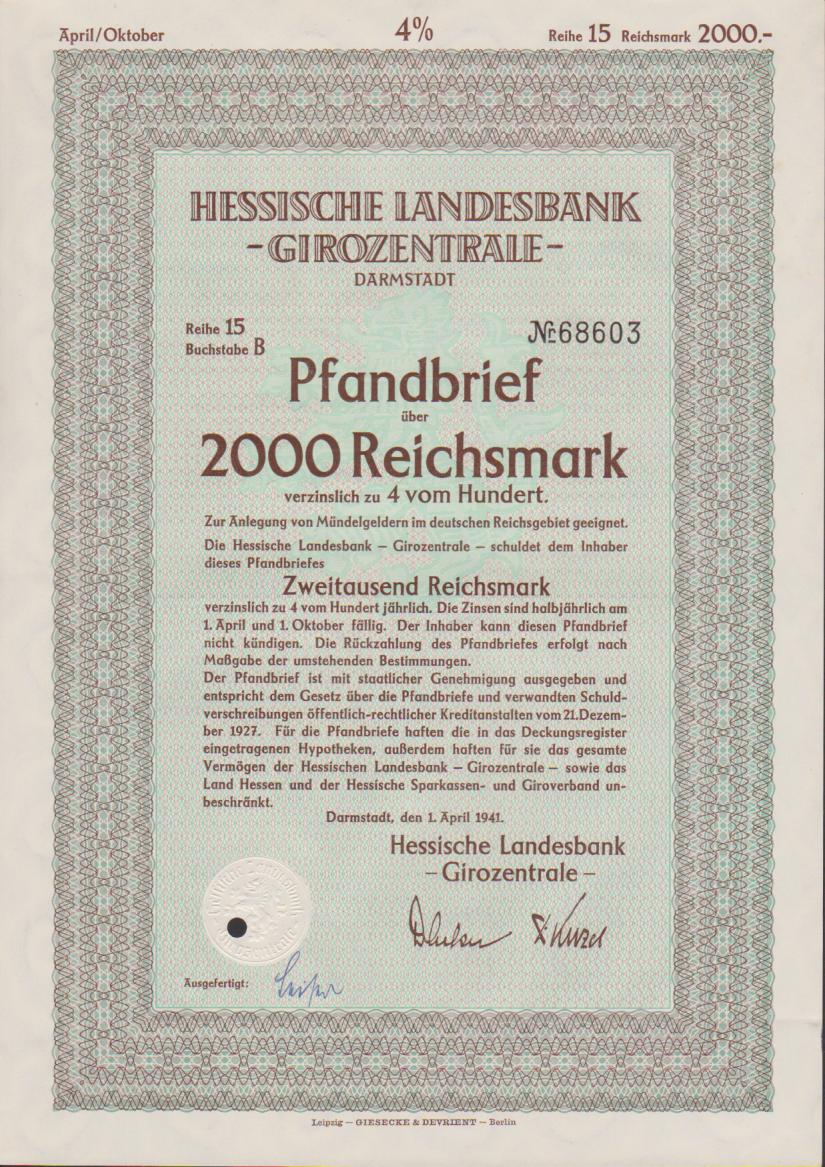 April/Oktober 4% Reihe 15 Reichsmark 2000.-
HESSISCHE LANDESBANK
-GIROZENTRALE-
DARMSTADT
Reihe 15
Buchstabe B
Nr. 68603
Pfandbrief
über
2000 Reichsmark
verzinslich zu 4 vom Hundert.
Zur Anlegung von Mündelgeldern im deutschen Reichsgebiet geeignet.
Die Hessische Landesbank – Girozentrale – schuldet dem Inhaber
dieses Pfandbriefes
Zweitausend Reichsmark
verzinslich zu 4 vom Hundert jährlich. Die Zinsen sind halbjährlich am
1. April und 1. Oktober fällig. Der Inhaber kann diesen Pfandbrief
nicht kündigen. Die Rückzahlung des Pfandbriefes erfolgt nach
Maßgabe der umstehenden Bestimmungen.
Der Pfandbrief ist mit staatlicher Genehmigung ausgegeben und
entspricht dem Gesetz über die Pfandbriefe und verwandten Schuld-
verschreibungen öffentlich-rechtlicher Kreditanstalten vom 21. Dezem-
ber 1927. Für die Pfandbriefe haften die in das Deckungsregister
eingetragenen Hypotheken, außerdem haften für sie das gesamte
Vermögen der Hessischen Landesbank – Girozentrale – sowie das
Land Hessen und der Hessische Sparkassen- und Giroverband un-
beschränkt.
Darmstadt, den 1. April 1941.
Hessische Landesbank
– Girozentrale –
Ausgefertigt:
Leipzig — GIESECKE & DEVRIENT — Berlin